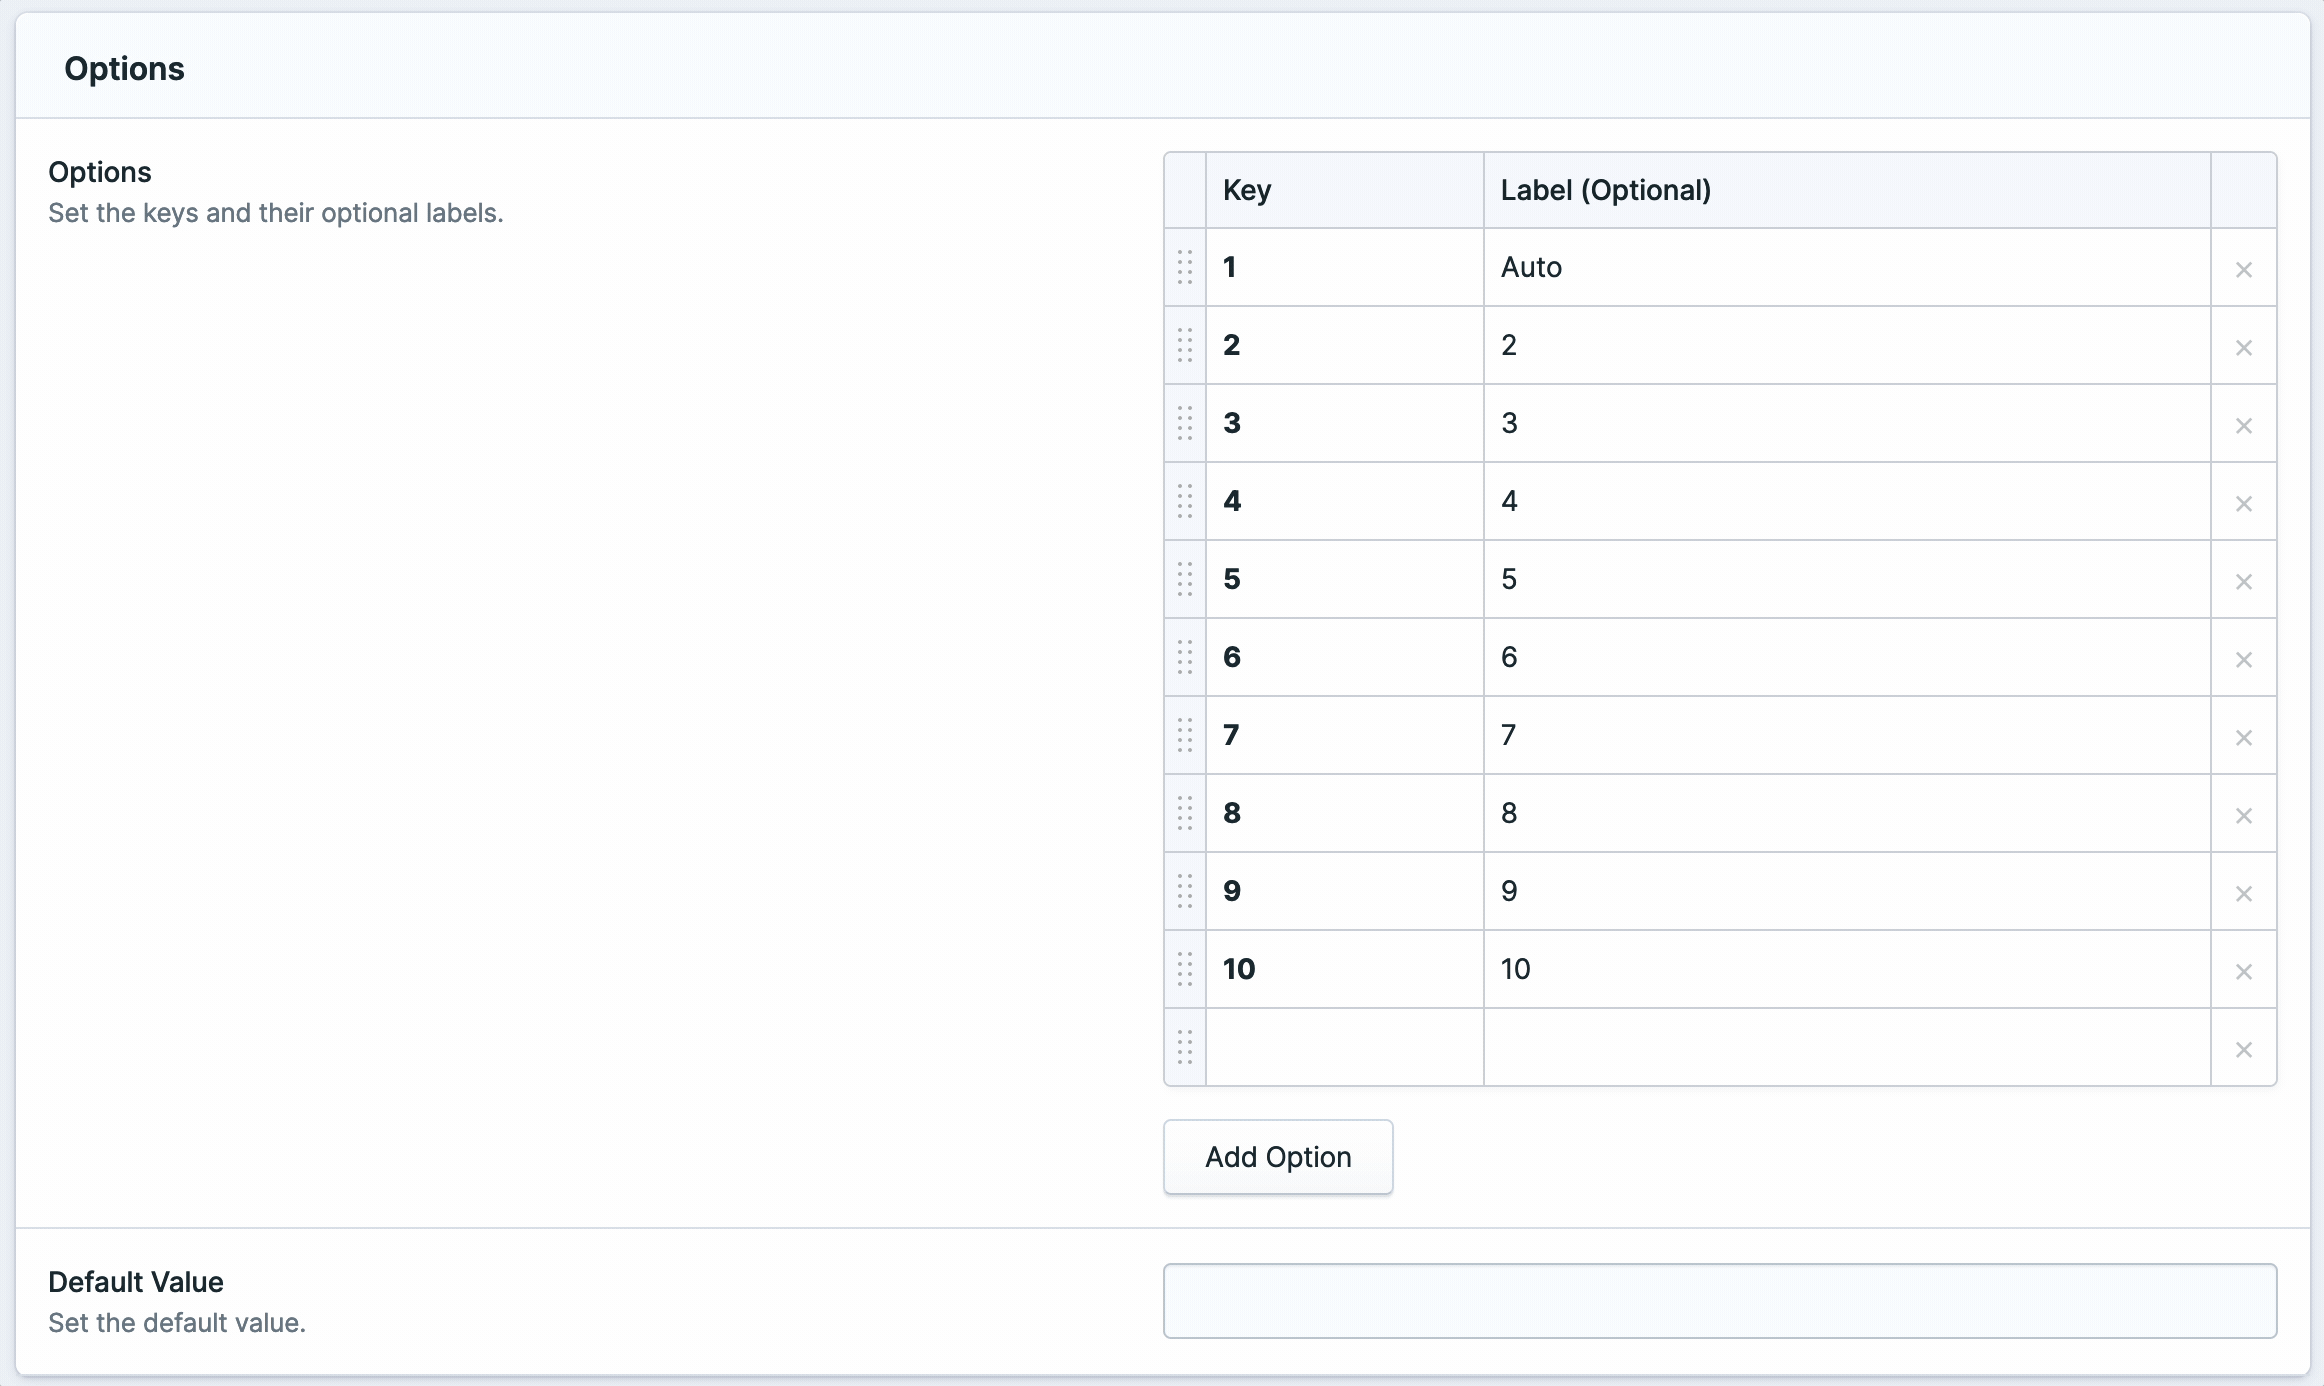 Options
Options
Set the keys and their optional labels.
Key Label (Optional)
1 Auto
2 2
3 3
4 4
5 5
6 6
7 7
8 8
9 9
10 10
Add Option
Default Value
Set the default value.